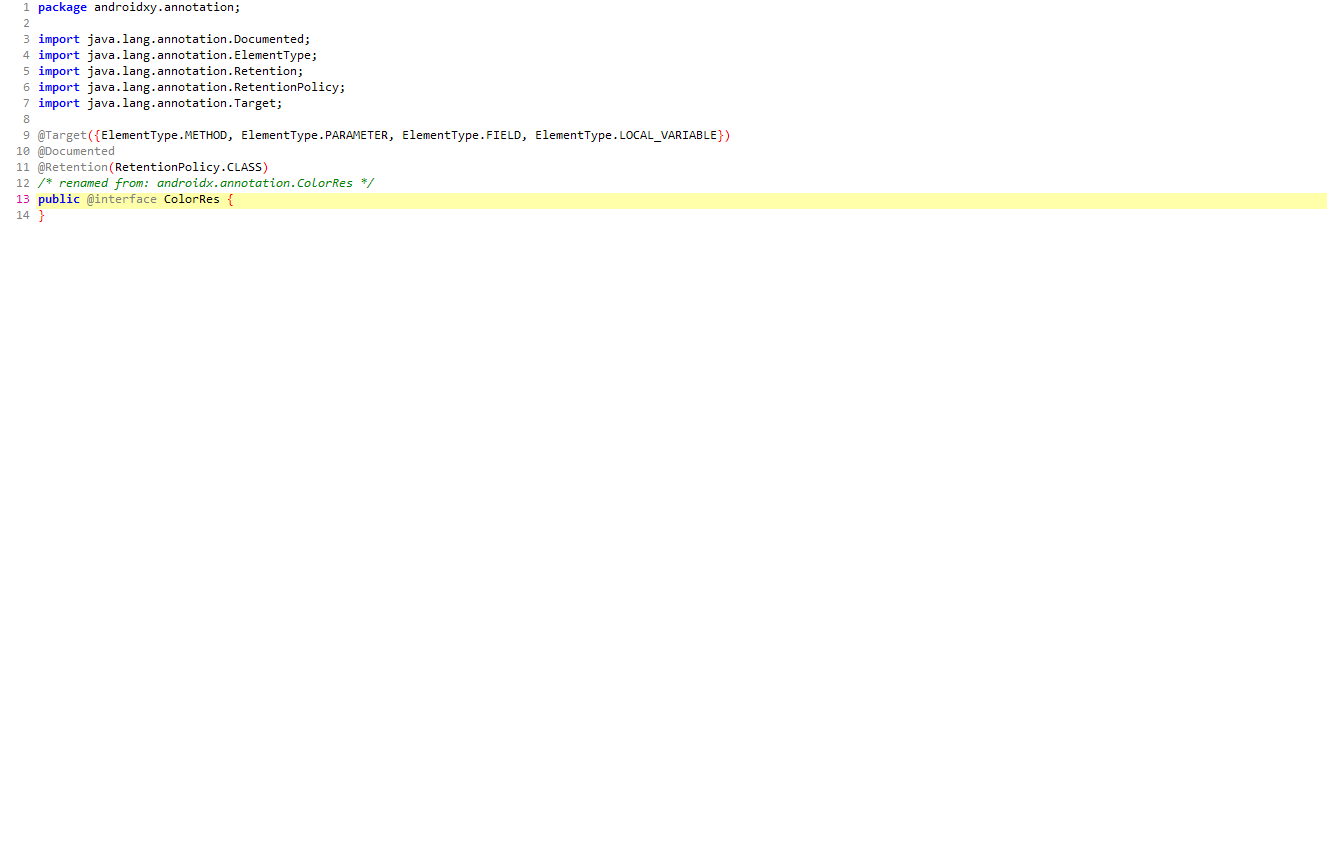 1 package androidxy.annotation;
2
3 import java.lang.annotation.Documented;
4 import java.lang.annotation.ElementType;
5 import java.lang.annotation.Retention;
6 import java.lang.annotation.RetentionPolicy;
7 import java.lang.annotation.Target;
8
9 @Target({ElementType.METHOD, ElementType.PARAMETER, ElementType.FIELD, ElementType.LOCAL_VARIABLE})
10 @Documented
11 @Retention(RetentionPolicy.CLASS)
12 /* renamed from: androidx.annotation.ColorRes */
13 public @interface ColorRes {
14 }